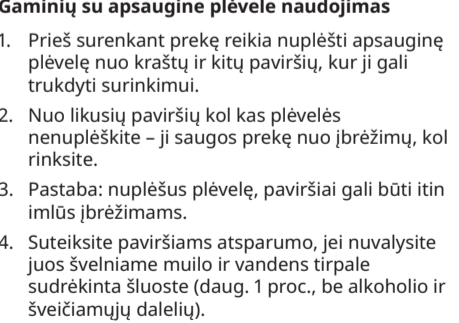 Gaminių su apsaugine plėvele naudojimas
1. Prieš surenkant prekę reikia nuplėšti apsauginę
plėvelę nuo kraštų ir kitų paviršių, kur ji gali
trukdyti surinkimui.
2. Nuo likusių paviršių kol kas plėvelės
nenuplėškite – ji saugos prekę nuo įbrėžimų, kol
rinksite.
3. Pastaba: nuplėšus plėvelę, paviršiai gali būti itin
imlūs įbrėžimams.
4. Suteiksite paviršiams atsparumo, jei nuvalysite
juos švelniame muilo ir vandens tirpale
sudrėkinta šluoste (daug. 1 proc., be alkoholio ir
šveičiamųjų dalelių).